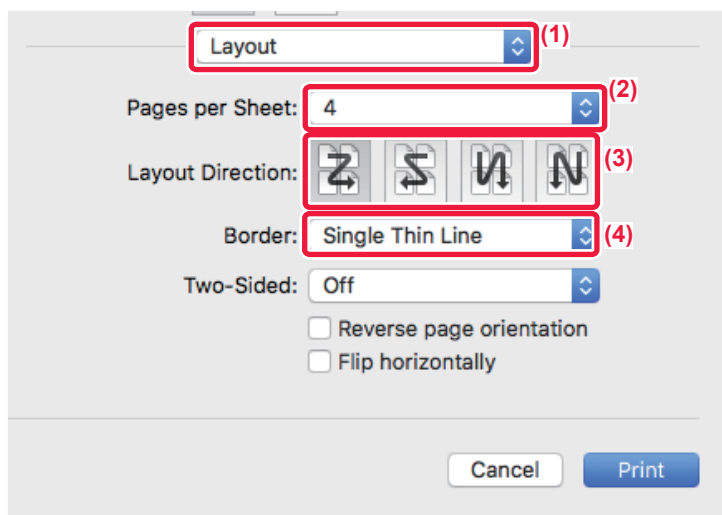 Layout (1)
Pages per Sheet: 4 (2)
Layout Direction: (3)
Border: Single Thin Line (4)
Two-Sided: Off
Reverse page orientation
Flip horizontally
Cancel Print